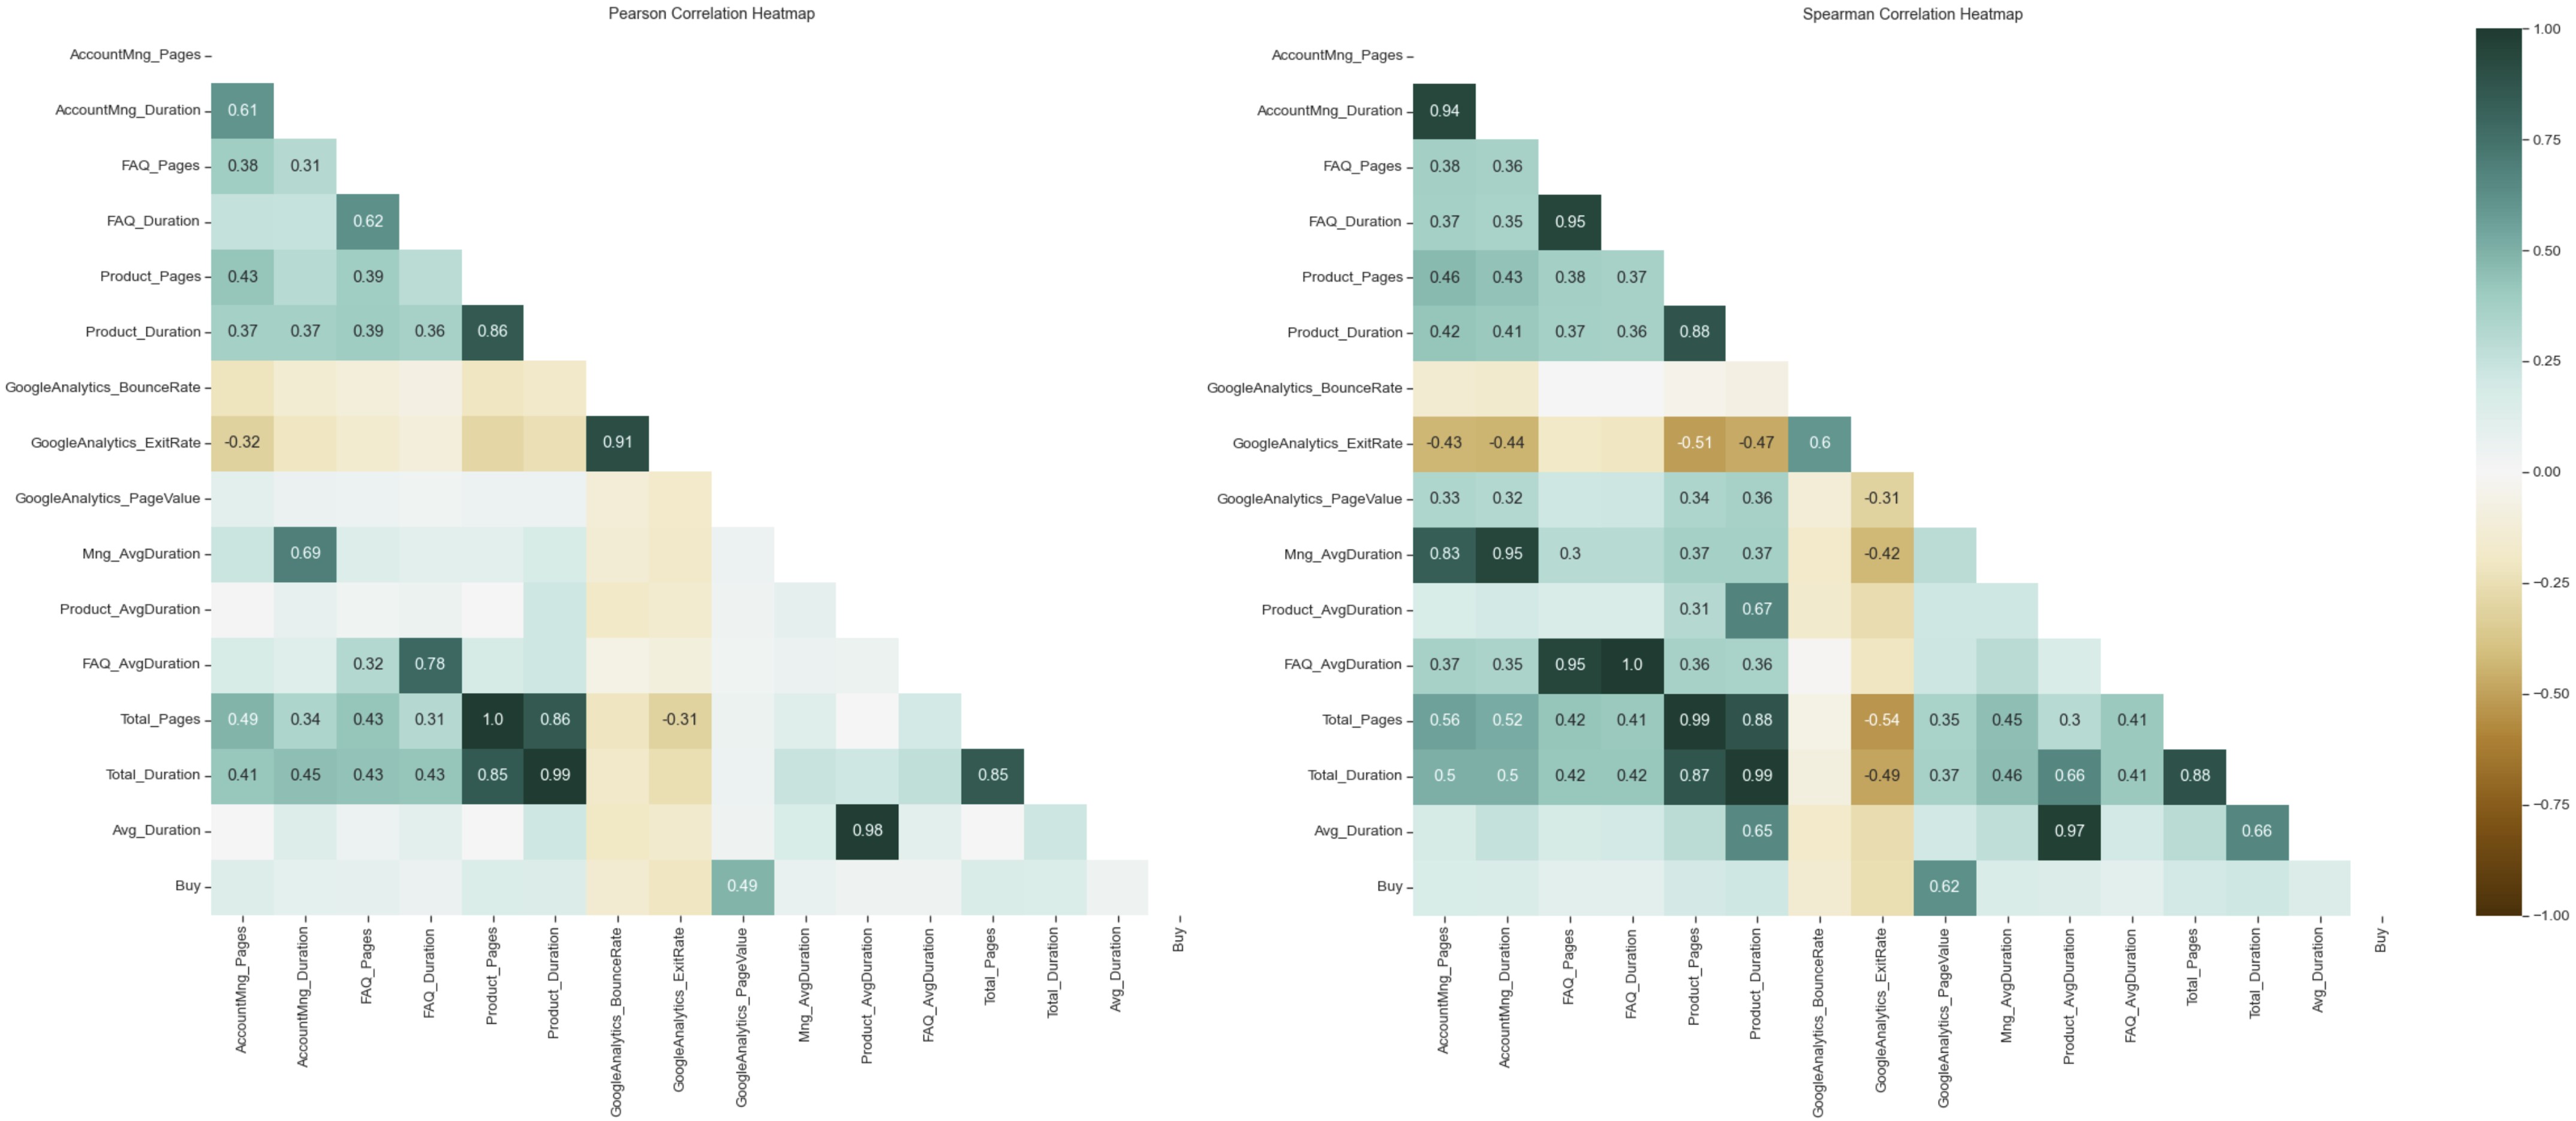 Pearson Correlation Heatmap
AccountMng_Pages
AccountMng_Duration
0.61
FAQ_Pages
0.38 0.31
FAQ_Duration
0.62
Product_Pages
0.43 0.39
Product_Duration
0.37 0.37 0.39 0.36 0.86
GoogleAnalytics_BounceRate
GoogleAnalytics_ExitRate
-0.32 0.91
GoogleAnalytics_PageValue
Mng_AvgDuration
0.69
Product_AvgDuration
FAQ_AvgDuration
0.32 0.78
Total_Pages
0.49 0.34 0.43 0.31 1.0 0.86 -0.31
Total_Duration
0.41 0.45 0.43 0.43 0.85 0.99 0.85
Avg_Duration
0.98
Buy
0.49
AccountMng_Pages
AccountMng_Duration
FAQ_Pages
FAQ_Duration
Product_Pages
Product_Duration
GoogleAnalytics_BounceRate
GoogleAnalytics_ExitRate
GoogleAnalytics_PageValue
Mng_AvgDuration
Product_AvgDuration
FAQ_AvgDuration
Total_Pages
Total_Duration
Avg_Duration
Buy
Spearman Correlation Heatmap
AccountMng_Pages
AccountMng_Duration
0.94
FAQ_Pages
0.38 0.36
FAQ_Duration
0.37 0.35 0.95
Product_Pages
0.46 0.43 0.38 0.37
Product_Duration
0.42 0.41 0.37 0.36 0.88
GoogleAnalytics_BounceRate
GoogleAnalytics_ExitRate
-0.43 -0.44 -0.51 -0.47 0.6
GoogleAnalytics_PageValue
0.33 0.32 0.34 0.36 -0.31
Mng_AvgDuration
0.83 0.95 0.3 0.37 0.37 -0.42
Product_AvgDuration
0.31 0.67
FAQ_AvgDuration
0.37 0.35 0.95 1.0 0.36 0.36
Total_Pages
0.56 0.52 0.42 0.41 0.99 0.88 -0.54 0.35 0.45 0.3 0.41
Total_Duration
0.5 0.5 0.42 0.42 0.87 0.99 -0.49 0.37 0.46 0.66 0.41 0.88
Avg_Duration
0.65 0.97 0.66
Buy
0.62
AccountMng_Pages
AccountMng_Duration
FAQ_Pages
FAQ_Duration
Product_Pages
Product_Duration
GoogleAnalytics_BounceRate
GoogleAnalytics_ExitRate
GoogleAnalytics_PageValue
Mng_AvgDuration
Product_AvgDuration
FAQ_AvgDuration
Total_Pages
Total_Duration
Avg_Duration
Buy
1.00
0.75
0.50
0.25
0.00
−0.25
−0.50
−0.75
−1.00